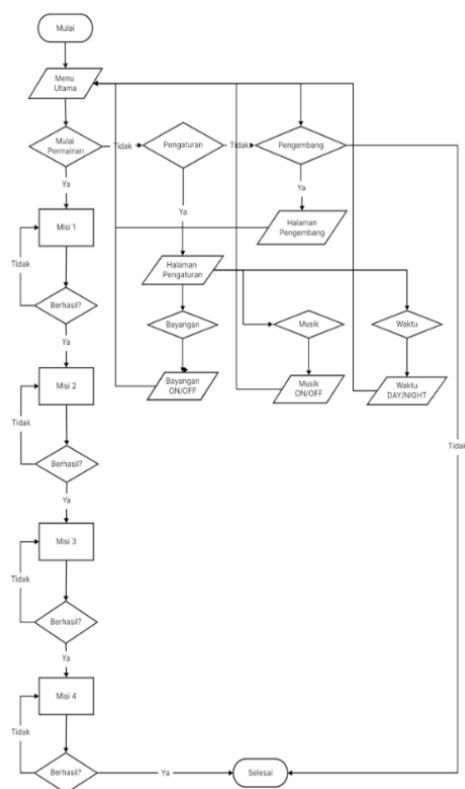 Mulai
Menu
Utama
Mulai
Permainan
Tidak
Pengaturan
Tidak
Pengembang
Ya
Ya
Ya
Halaman
Pengembang
Misi 1
Tidak
Halaman
Pengaturan
Berhasil?
Bayangan
Musik
Waktu
Ya
Bayangan
ON/OFF
Musik
ON/OFF
Waktu
DAY/NIGHT
Misi 2
Tidak
Tidak
Berhasil?
Ya
Misi 3
Tidak
Berhasil?
Ya
Misi 4
Tidak
Berhasil?
Ya
Selesai